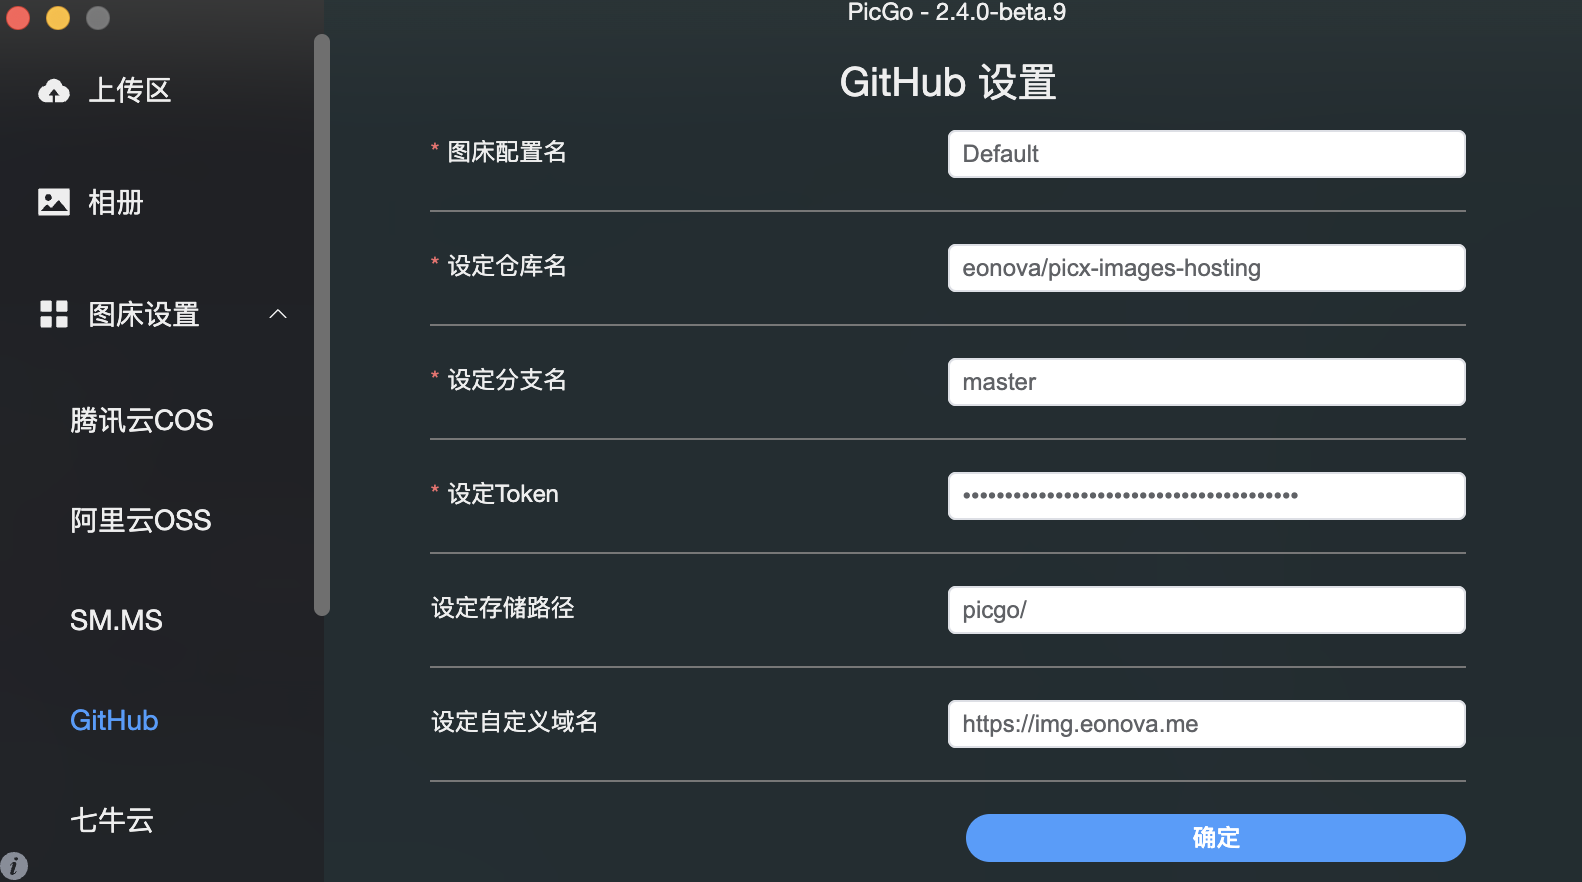 PicGo - 2.4.0-beta.9
上传区
相册
图床设置
腾讯云COS
阿里云OSS
SM.MS
GitHub
七牛云
GitHub 设置
* 图床配置名
Default
* 设定仓库名
eonova/picx-images-hosting
* 设定分支名
master
* 设定Token
••••••••••••••••••••••••••••••••••••••••
设定存储路径
picgo/
设定自定义域名
https://img.eonova.me
确定